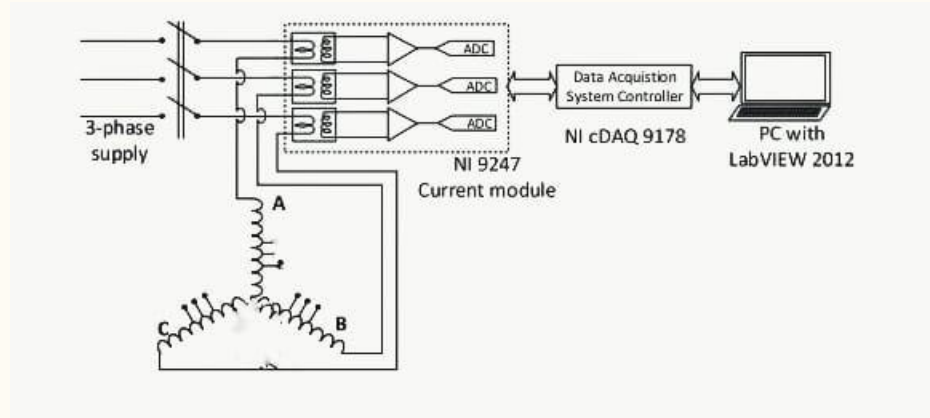 ADC
ADC
ADC
3-phase
supply
Data Acquistion
System Controller
NI cDAQ 9178
PC with
LabVIEW 2012
NI 9247
Current module
A
B
C